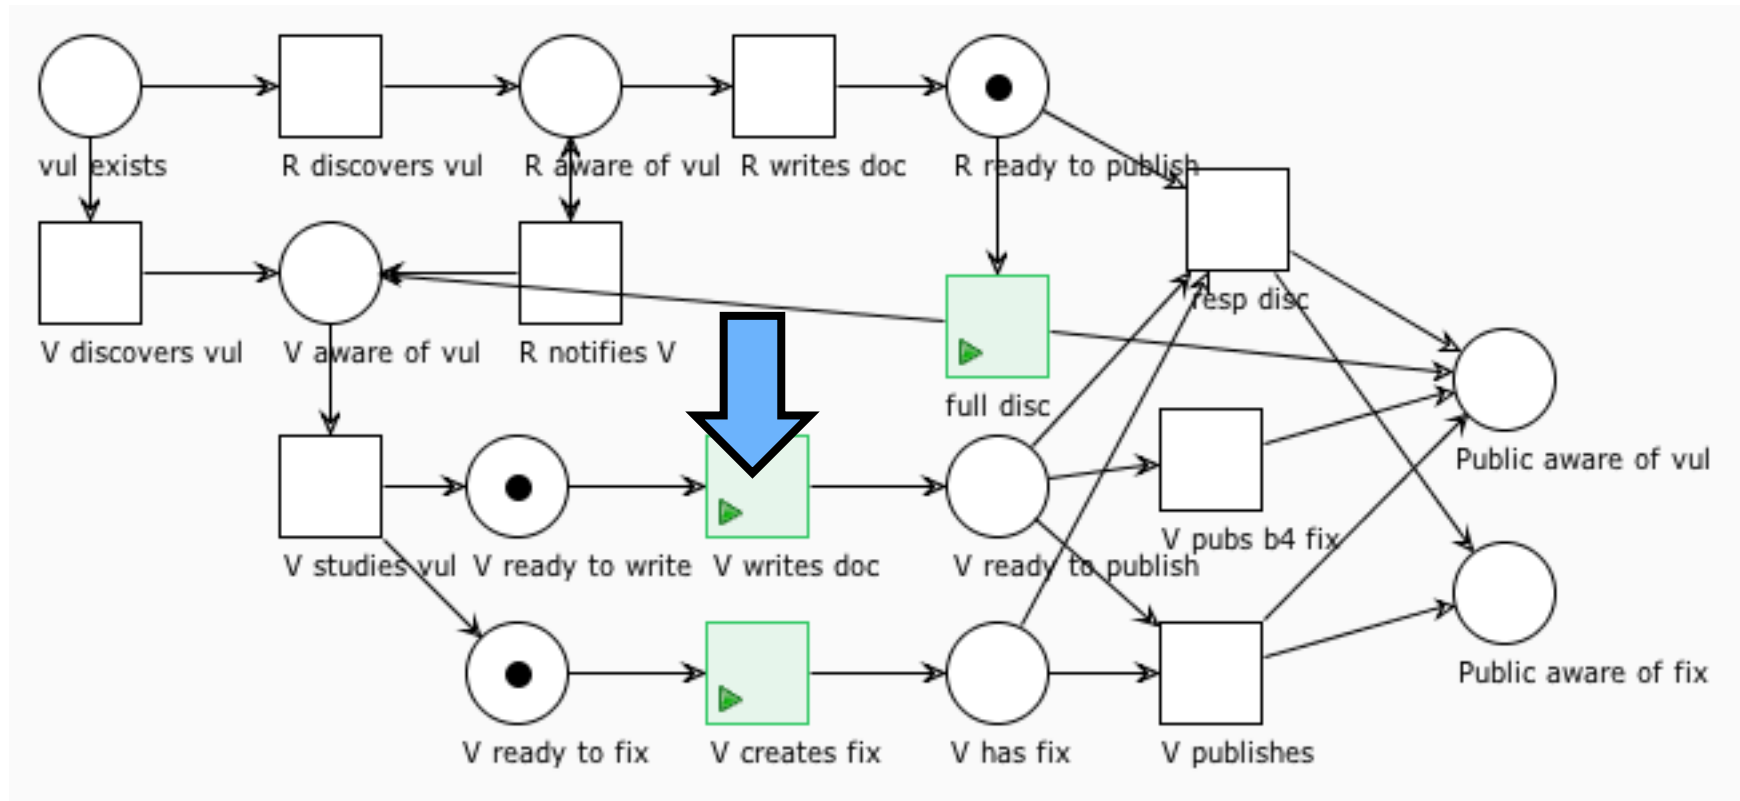 vul exists
R discovers vul
R aware of vul
R writes doc
R ready to publish
resp disc
V discovers vul
V aware of vul
R notifies V
full disc
Public aware of vul
V pubs b4 fix
V studies vul
V ready to write
V writes doc
V ready to publish
Public aware of fix
V ready to fix
V creates fix
V has fix
V publishes